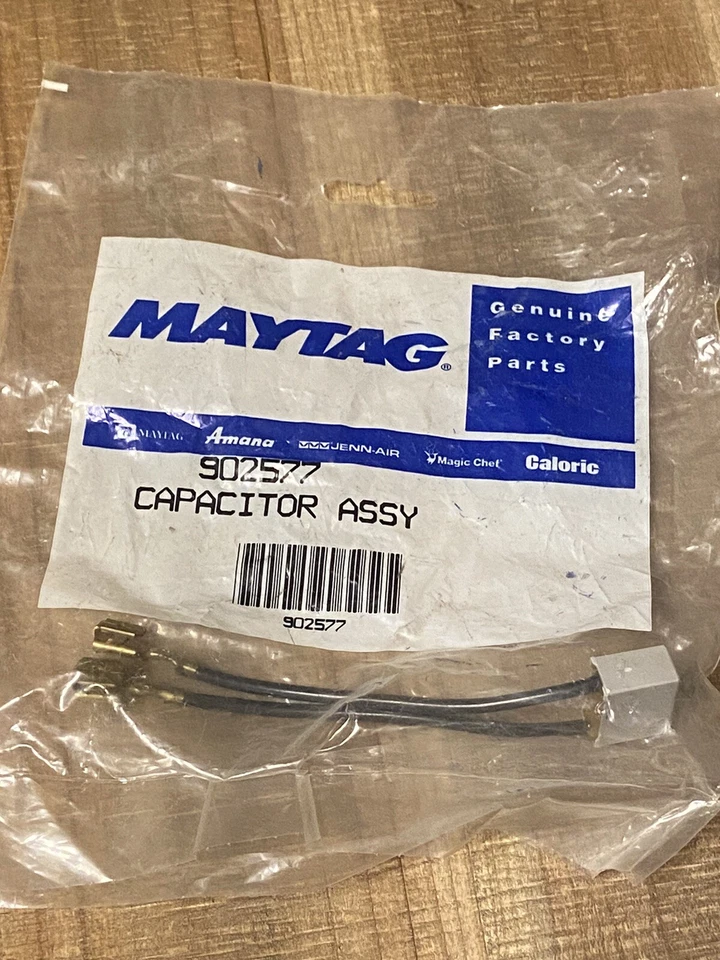 MAYTAG®
Genuine
Factory
Parts
MAYTAG Amana JENN-AIR Magic Chef® Caloric
902577
CAPACITOR ASSY
902577